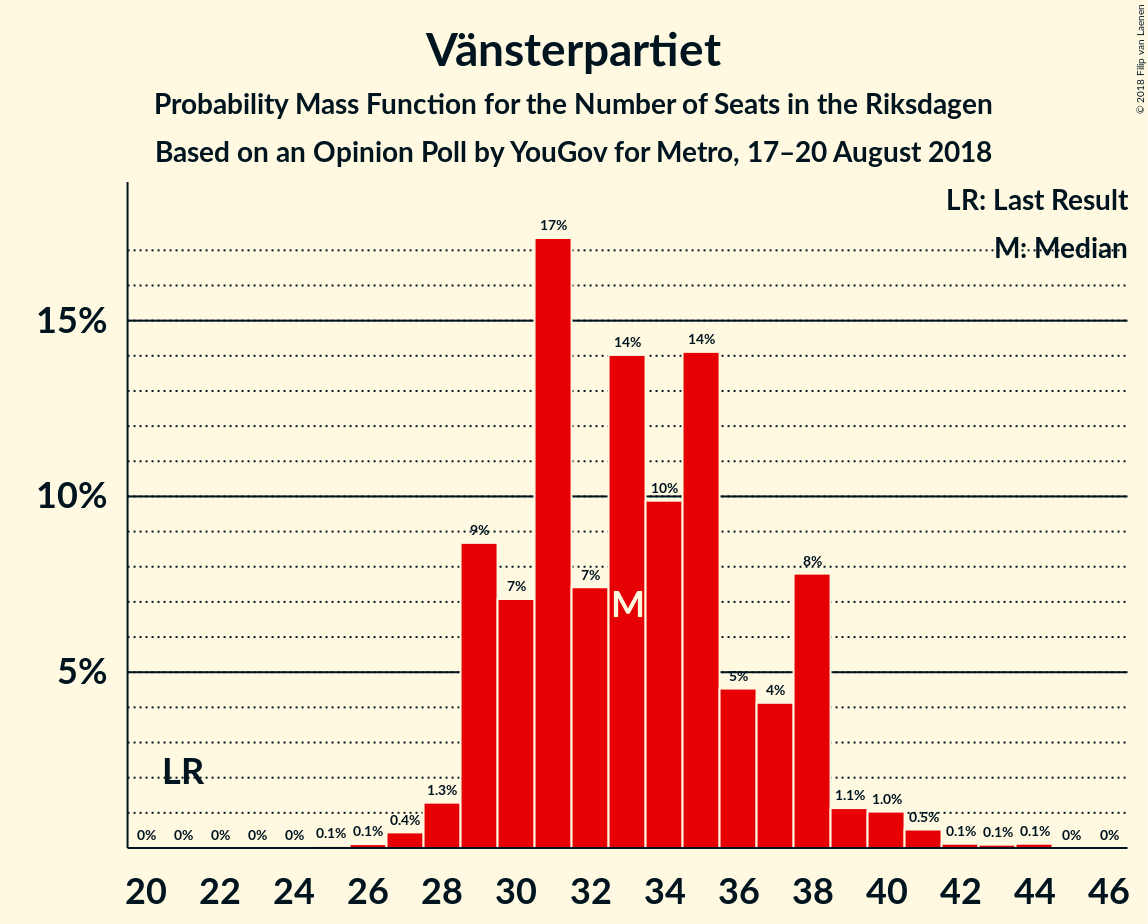 Vänsterpartiet
Probability Mass Function for the Number of Seats in the Riksdagen
Based on an Opinion Poll by YouGov for Metro, 17–20 August 2018
© 2018 Filip van Laenen
LR: Last Result
M: Median
15%
10%
5%
0% 0% 0% 0% 0% 0.1% 0.1% 0.4% 1.3% 9% 7% 17% 7% 14% 10% 14% 5% 4% 8% 1.1% 1.0% 0.5% 0.1% 0.1% 0.1% 0% 0%
LR
M
20 22 24 26 28 30 32 34 36 38 40 42 44 46